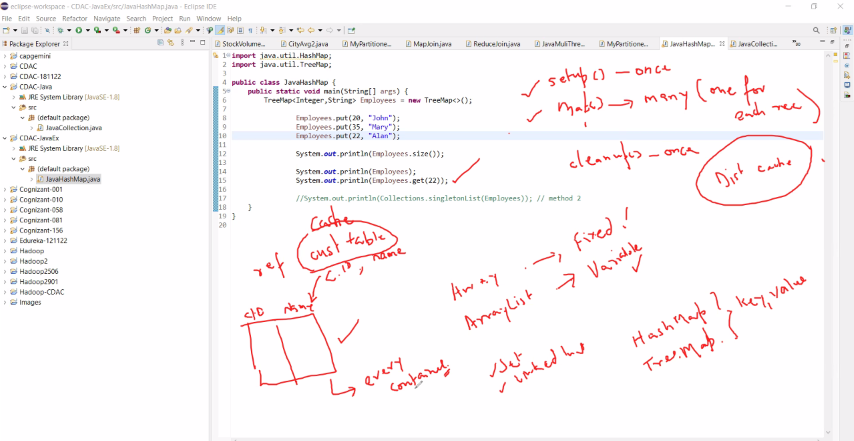 eclipse-workspace - CDAC-JavaEx/src/JavaHashMap.java - Eclipse IDE
File Edit Source Refactor Navigate Search Project Run Window Help
Package Explorer
StockVolume... CityAvg2.java MyPartitione... MapJoin.java ReduceJoin.java JavaMuliThre... MyPartitione... JavaHashMap... JavaCollecti...
capgemini
CDAC
CDAC-181122
CDAC-Java
JRE System Library [JavaSE-1.8]
src
(default package)
JavaCollection.java
CDAC-JavaEx
JRE System Library [JavaSE-1.8]
src
(default package)
JavaHashMap.java
Cognizant-001
Cognizant-010
Cognizant-058
Cognizant-081
Cognizant-156
Edureka-121122
Hadoop
Hadoop2
Hadoop2506
Hadoop2901
Hadoop-CDAC
Images
1 import java.util.HashMap;
2 import java.util.TreeMap;
3
4 public class JavaHashMap {
5 public static void main(String[] args) {
6 TreeMap<Integer,String> Employees = new TreeMap<>();
7
8 Employees.put(20, "John");
9 Employees.put(35, "Mary");
10 Employees.put(22, "Alan");
11
12 System.out.println(Employees.size());
13
14 System.out.println(Employees);
15 System.out.println(Employees.get(22));
16
17 //System.out.println(Collections.singletonList(Employees)); // method 2
18 }
19 }
20
setup() - once
map() → many (one for
each rec)
cleanup() - once
Dist cache
Cache
cust table
ref
c.id, name
c/D name
every
container
Array → fixed!
ArrayList → Variable
Set
Linked
HashMap } key, value
TreeMap